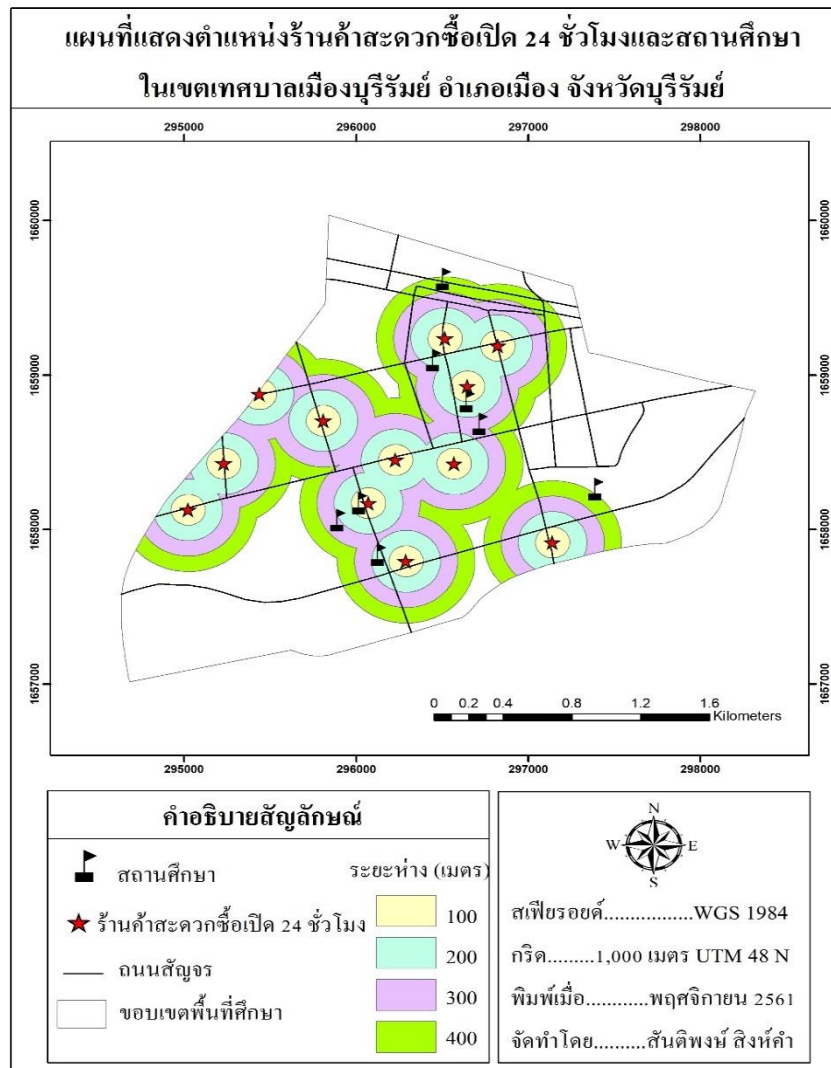 แผนที่แสดงตำแหน่งร้านค้าสะดวกซื้อเปิด 24 ชั่วโมงและสถานศึกษา
ในเขตเทศบาลเมืองบุรีรัมย์ อำเภอเมือง จังหวัดบุรีรัมย์
295000 296000 297000 298000
1660000 1660000
1659000 1659000
1658000 1658000
1657000 1657000
0 0.2 0.4 0.8 1.2 1.6
Kilometers
295000 296000 297000 298000
คำอธิบายสัญลักษณ์
สถานศึกษา
ร้านค้าสะดวกซื้อเปิด 24 ชั่วโมง
ถนนสัญจร
ขอบเขตพื้นที่ศึกษา
ระยะห่าง (เมตร)
100
200
300
400
N
W E
S
สเฟียรอยด์.................WGS 1984
กริด.........1,000 เมตร UTM 48 N
พิมพ์เมื่อ............พฤศจิกายน 2561
จัดทำโดย..........สันติพงษ์ สิงห์คำ